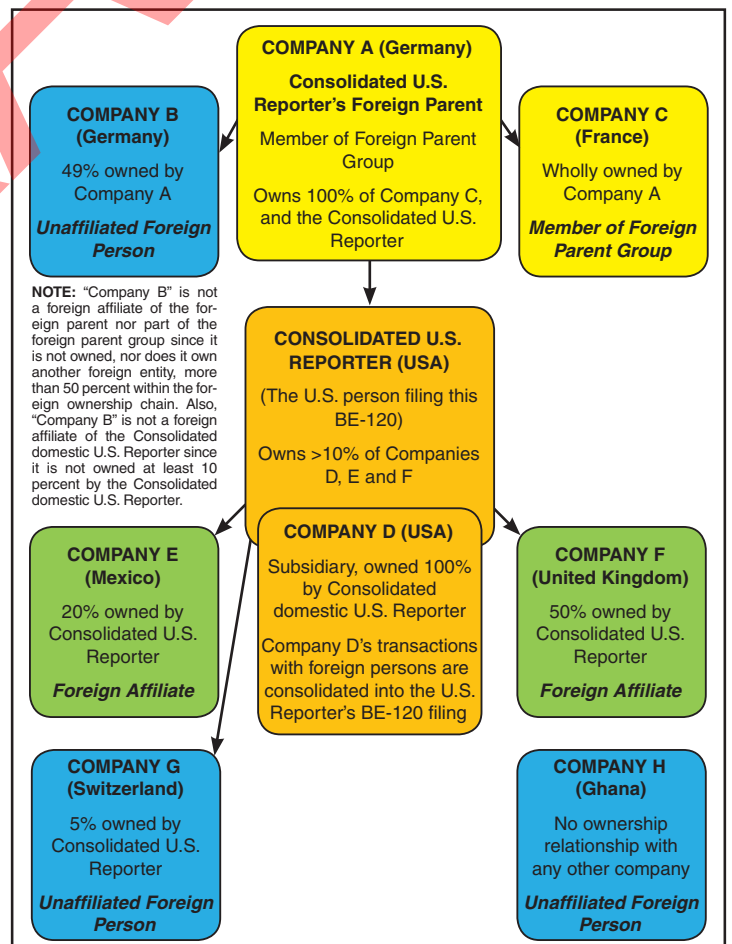 COMPANY A (Germany)
Consolidated U.S.
Reporter's Foreign Parent
Member of Foreign Parent
Group
Owns 100% of Company C,
and the Consolidated U.S.
Reporter
COMPANY B
(Germany)
49% owned by
Company A
Unaffiliated Foreign
Person
COMPANY C
(France)
Wholly owned by
Company A
Member of Foreign
Parent Group
NOTE: “Company B” is not
a foreign affiliate of the for-
eign parent nor part of the
foreign parent group since it
is not owned, nor does it own
another foreign entity, more
than 50 percent within the for-
eign ownership chain. Also,
“Company B” is not a foreign
affiliate of the Consolidated
domestic U.S. Reporter since
it is not owned at least 10
percent by the Consolidated
domestic U.S. Reporter.
CONSOLIDATED U.S.
REPORTER (USA)
(The U.S. person filing this
BE-120)
Owns >10% of Companies
D, E and F
COMPANY D (USA)
Subsidiary, owned 100%
by Consolidated
domestic U.S. Reporter
Company D's transactions
with foreign persons are
consolidated into the U.S.
Reporter's BE-120 filing
COMPANY E
(Mexico)
20% owned by
Consolidated U.S.
Reporter
Foreign Affiliate
COMPANY F
(United Kingdom)
50% owned by
Consolidated U.S.
Reporter
Foreign Affiliate
COMPANY G
(Switzerland)
5% owned by
Consolidated U.S.
Reporter
Unaffiliated Foreign
Person
COMPANY H
(Ghana)
No ownership
relationship with
any other company
Unaffiliated Foreign
Person